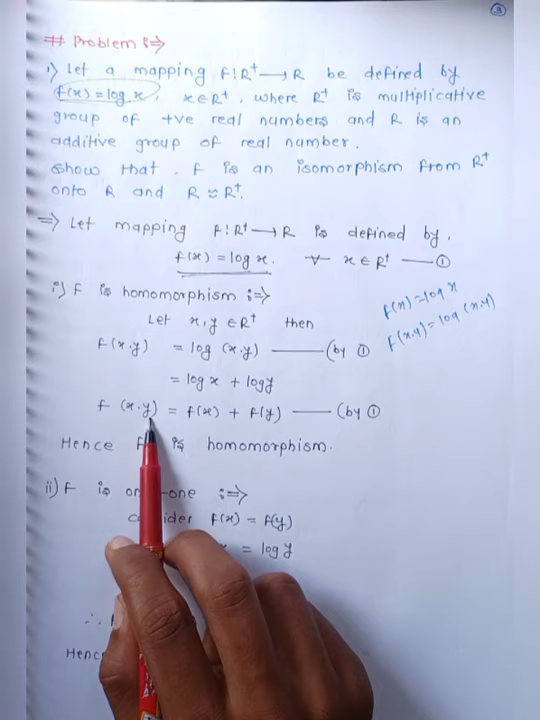 3
# Problem :⇒
1) Let a mapping f: R⁺ → R be defined by
f(x) = log x, x ∈ R⁺, where R⁺ is multiplicative
group of +ve real numbers and R is an
additive group of real number.
Show that, f is an isomorphism from R⁺
onto R and R ≈ R⁺.
⇒ Let mapping f: R⁺ → R is defined by.
f(x) = log x. ∀ x ∈ R⁺ — ①
i) f is homomorphism :⇒
Let x, y ∈ R⁺ then
f(x) = log x
f(x.y) = log (x.y)
f(x.y) = log (x.y) — (by ①
= log x + log y
f (x.y) = f(x) + f(y) — (by ①
Hence f is homomorphism.
ii) f is one-one :⇒
f(x) = f(y)
= log y
∴